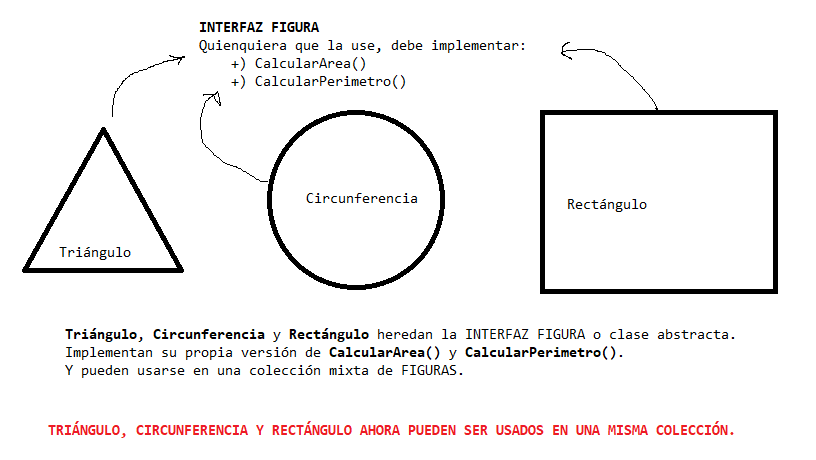 INTERFAZ FIGURA
Quienquiera que la use, debe implementar:
+) CalcularArea()
+) CalcularPerimetro()
Triángulo
Circunferencia
Rectángulo
Triángulo, Circunferencia y Rectángulo heredan la INTERFAZ FIGURA o clase abstracta.
Implementan su propia versión de CalcularArea() y CalcularPerimetro().
Y pueden usarse en una colección mixta de FIGURAS.
TRIÁNGULO, CIRCUNFERENCIA Y RECTÁNGULO AHORA PUEDEN SER USADOS EN UNA MISMA COLECCIÓN.